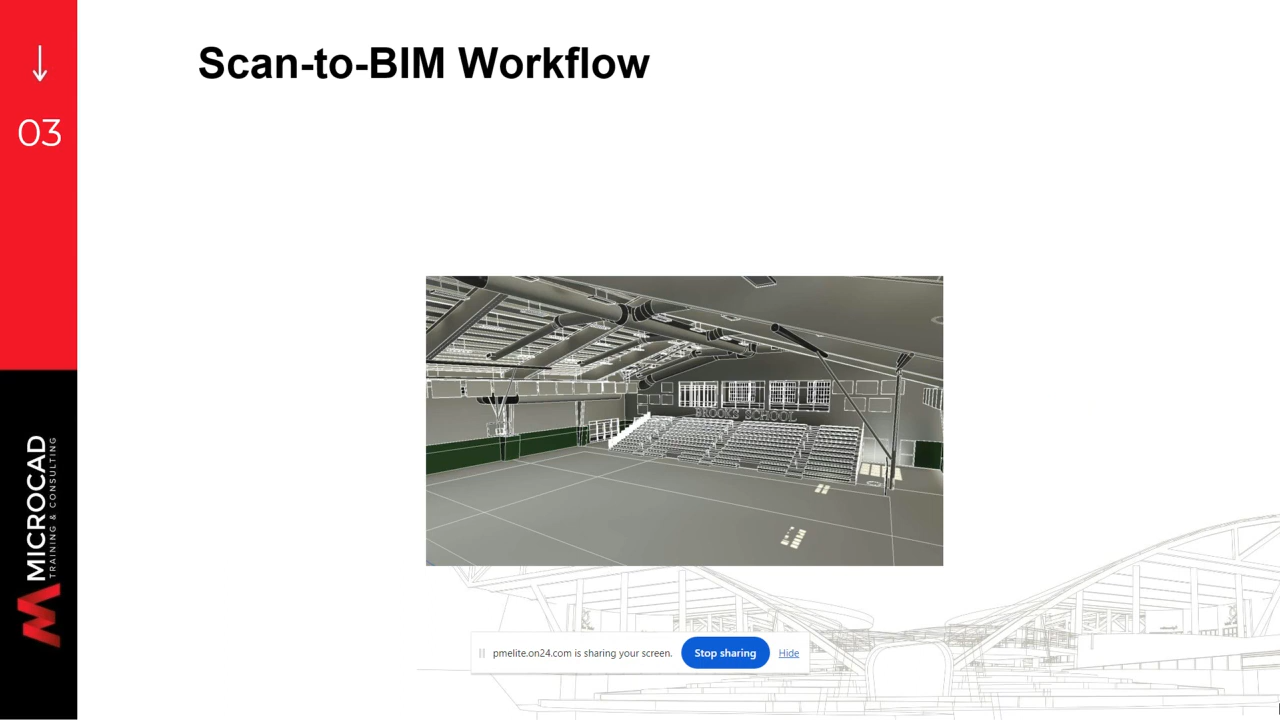 Scan-to-BIM Workflow
03
BROOKS SCHOOL
MICROCAD
TRAINING & CONSULTING
pmelite.on24.com is sharing your screen.
Stop sharing
Hide